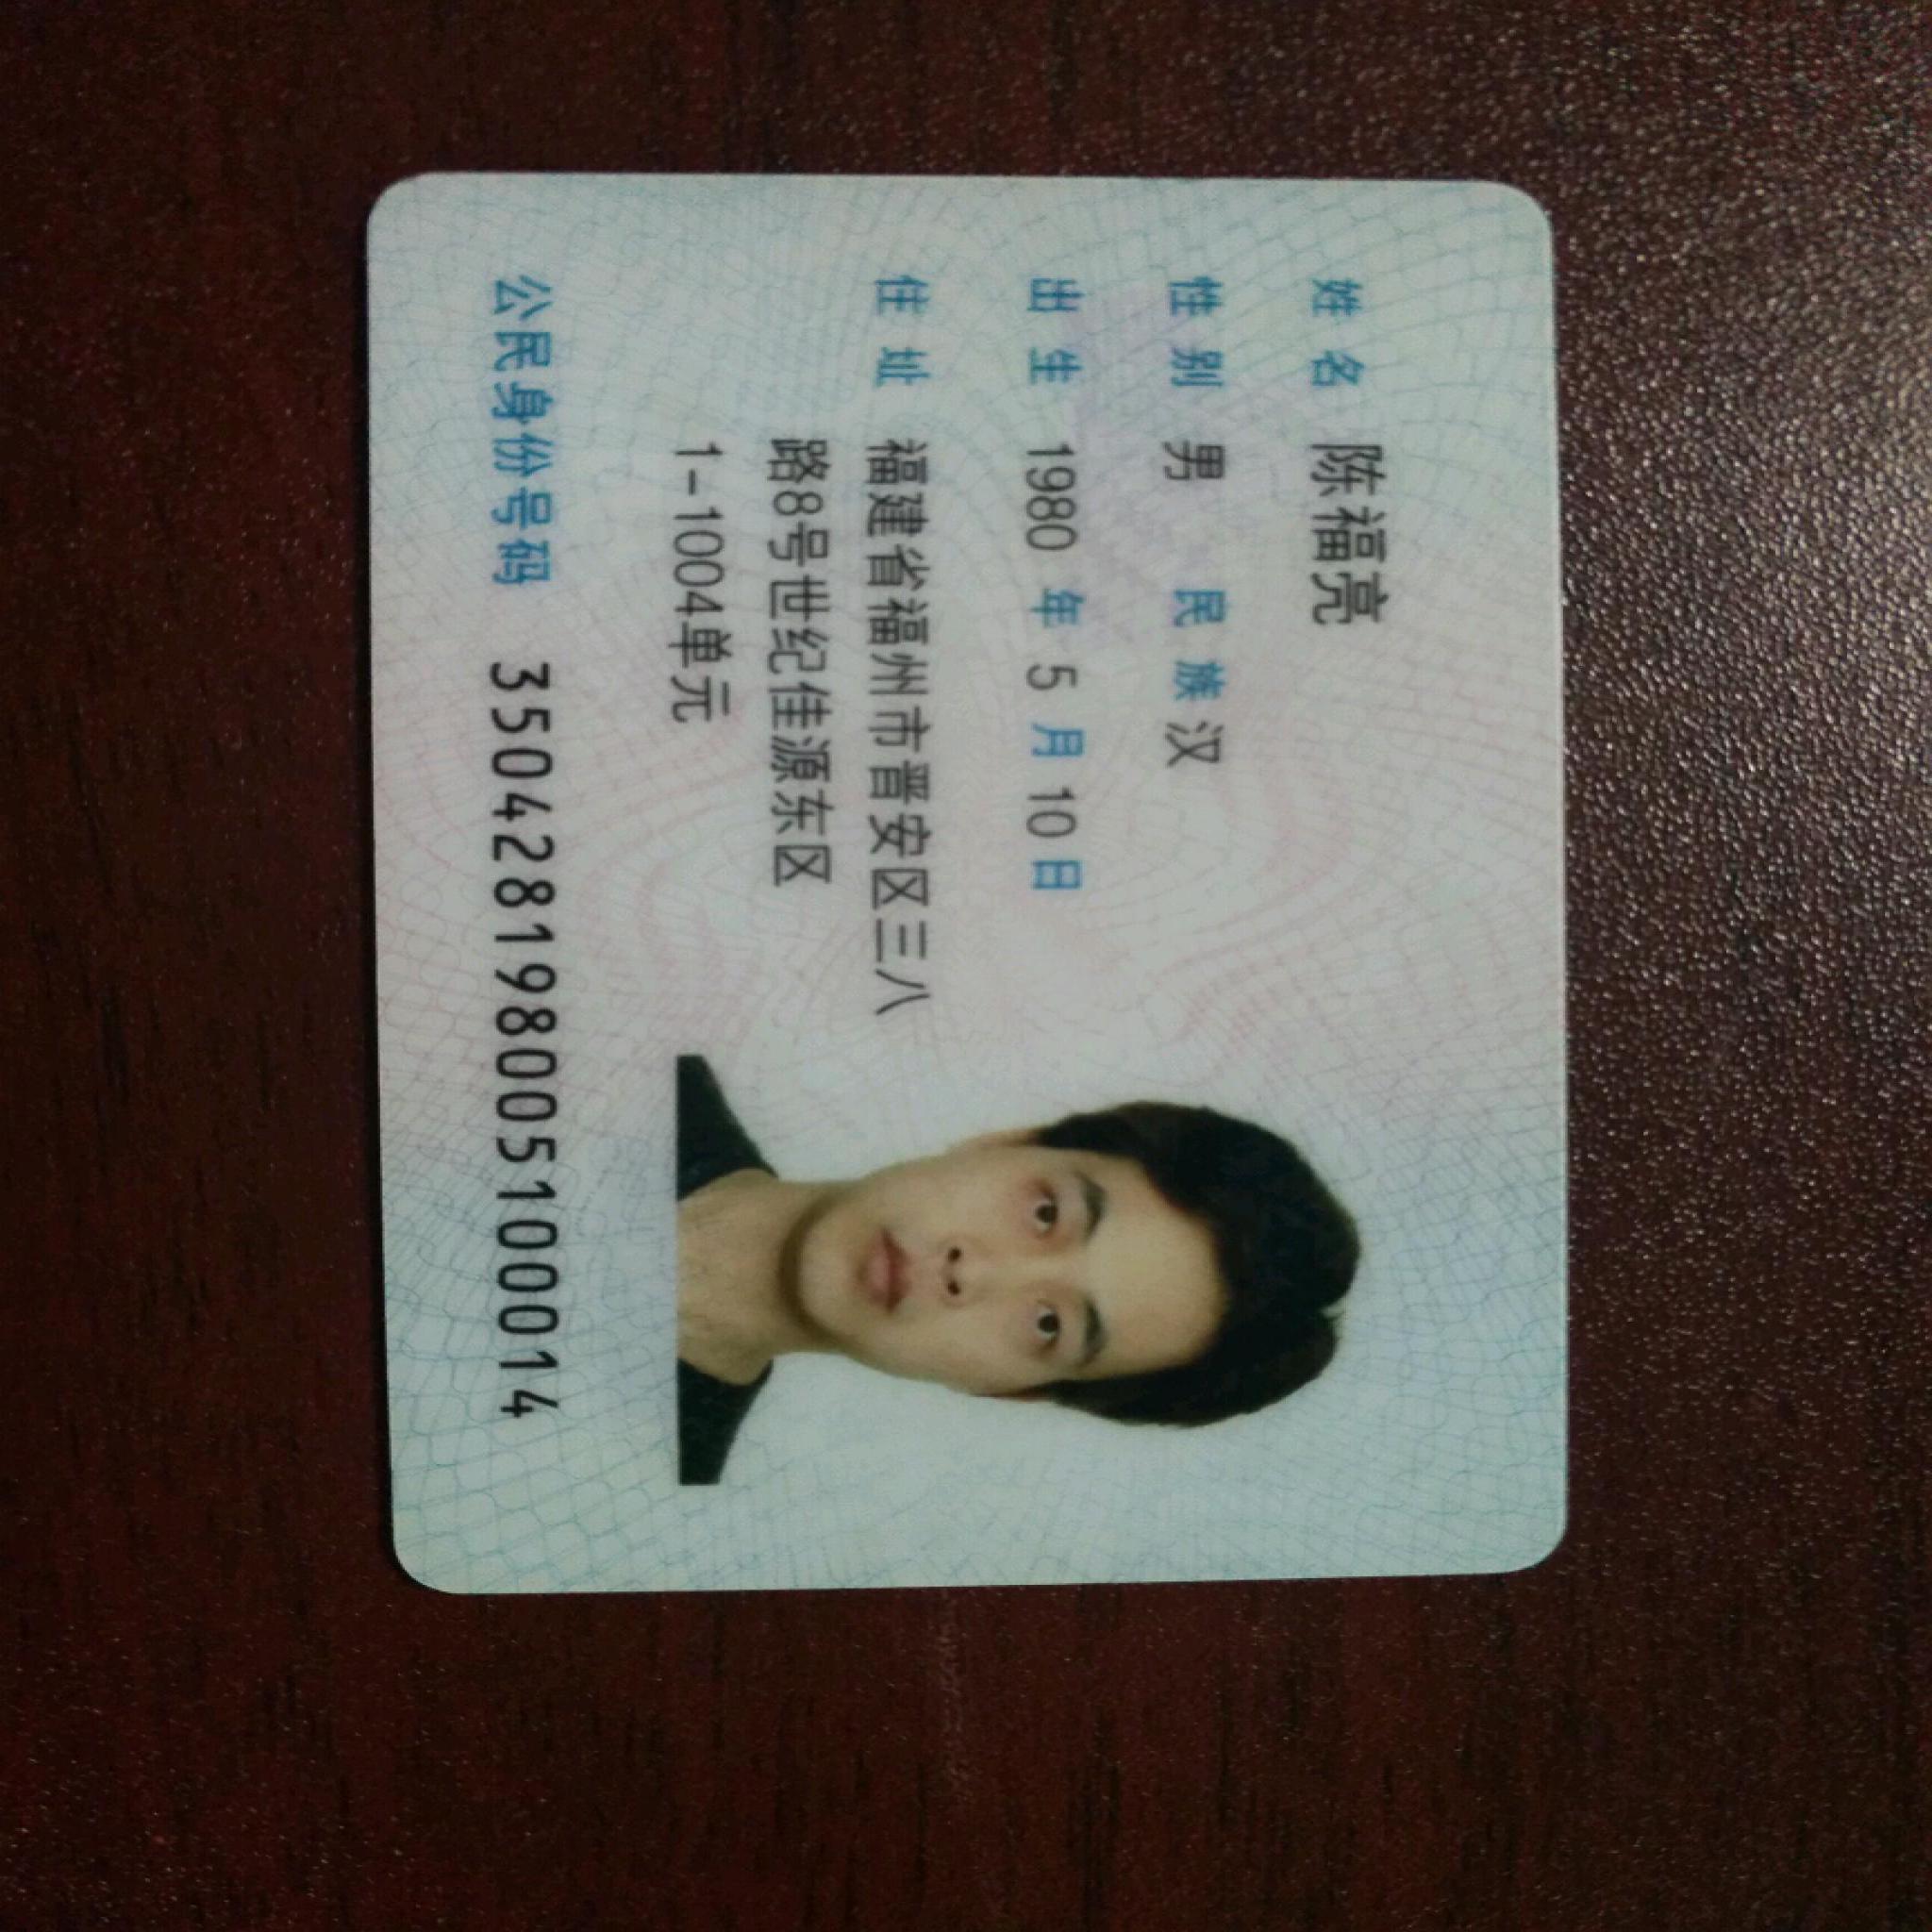 姓名 陈福亮
性别 男 民族 汉
出生 1980 年 5 月 10 日
住址 福建省福州市晋安区三八
路88号世纪佳源东区
1-1004单元
公民身份号码 350428198005100014